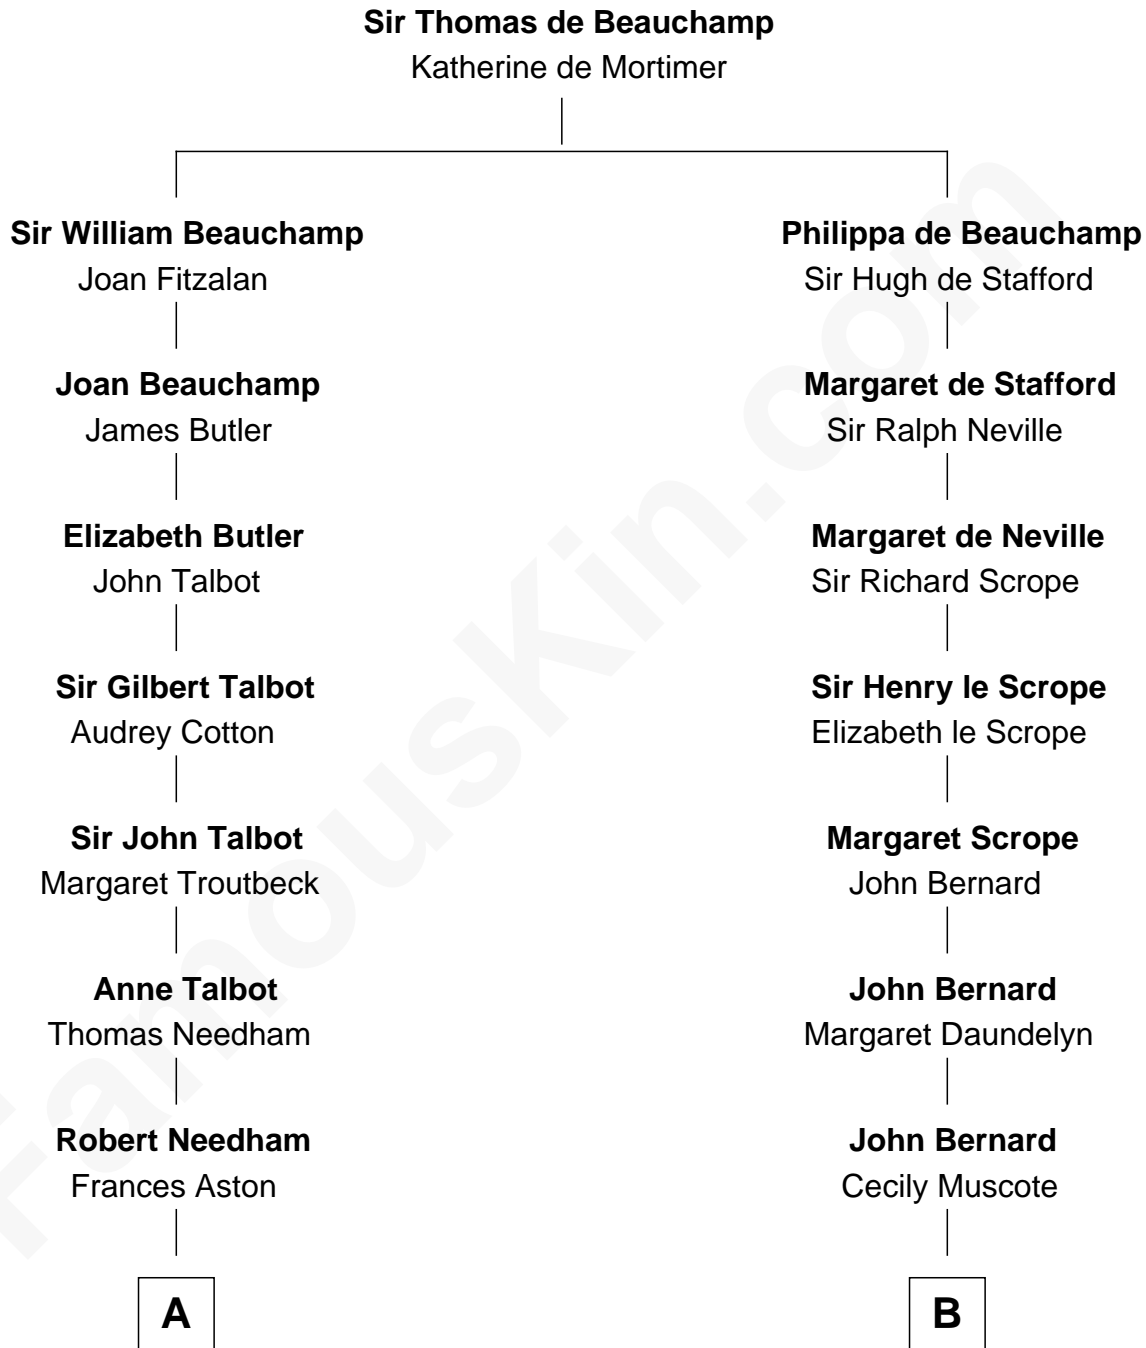 Sir Thomas de Beauchamp
Katherine de Mortimer
Sir William Beauchamp
Joan Fitzalan
Philippa de Beauchamp
Sir Hugh de Stafford
Joan Beauchamp
James Butler
Margaret de Stafford
Sir Ralph Neville
Elizabeth Butler
John Talbot
Margaret de Neville
Sir Richard Scrope
Sir Gilbert Talbot
Audrey Cotton
Sir Henry le Scrope
Elizabeth le Scrope
Sir John Talbot
Margaret Troutbeck
Margaret Scrope
John Bernard
Anne Talbot
Thomas Needham
John Bernard
Margaret Daundelyn
Robert Needham
Frances Aston
John Bernard
Cecily Muscote
A
B
FamousKin.com